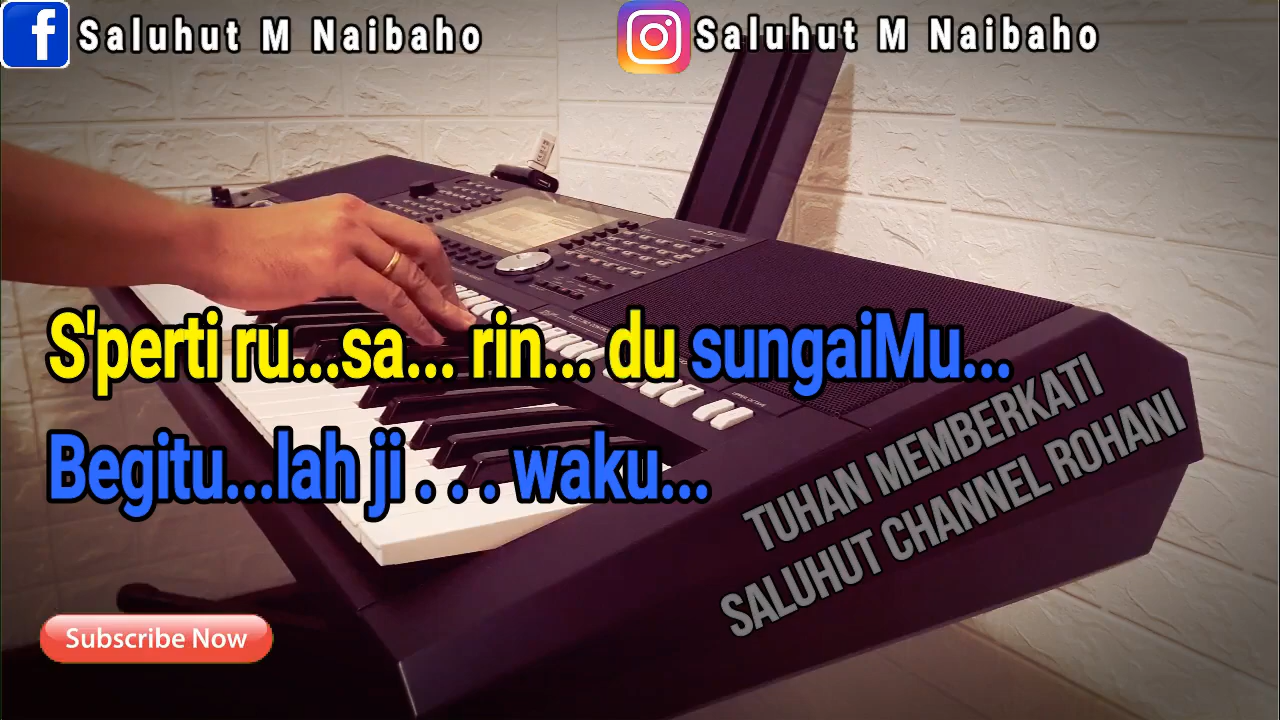 Saluhut M Naibaho
Saluhut M Naibaho
S'perti ru...sa... rin... du sungaiMu...
Begitu...lah ji . . . waku...
TUHAN MEMBERKATI
SALUHUT CHANNEL ROHANI
Subscribe Now